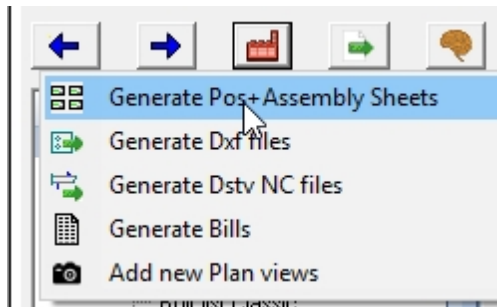 Generate Pos+Assembly Sheets
Generate Dxf files
Generate Dstv NC files
Generate Bills
Add new Plan views